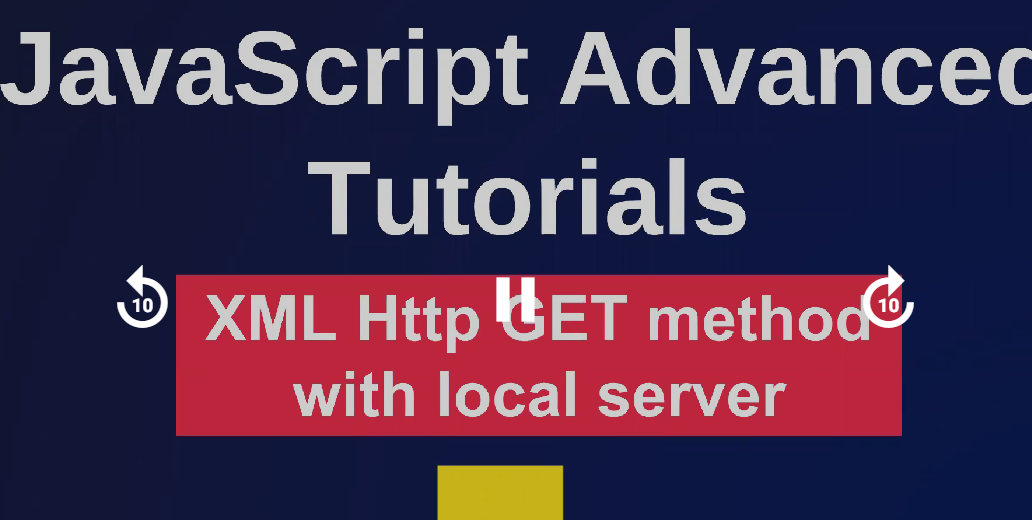 JavaScript Advanced
Tutorials
10
XML Http GET method
10
with local server